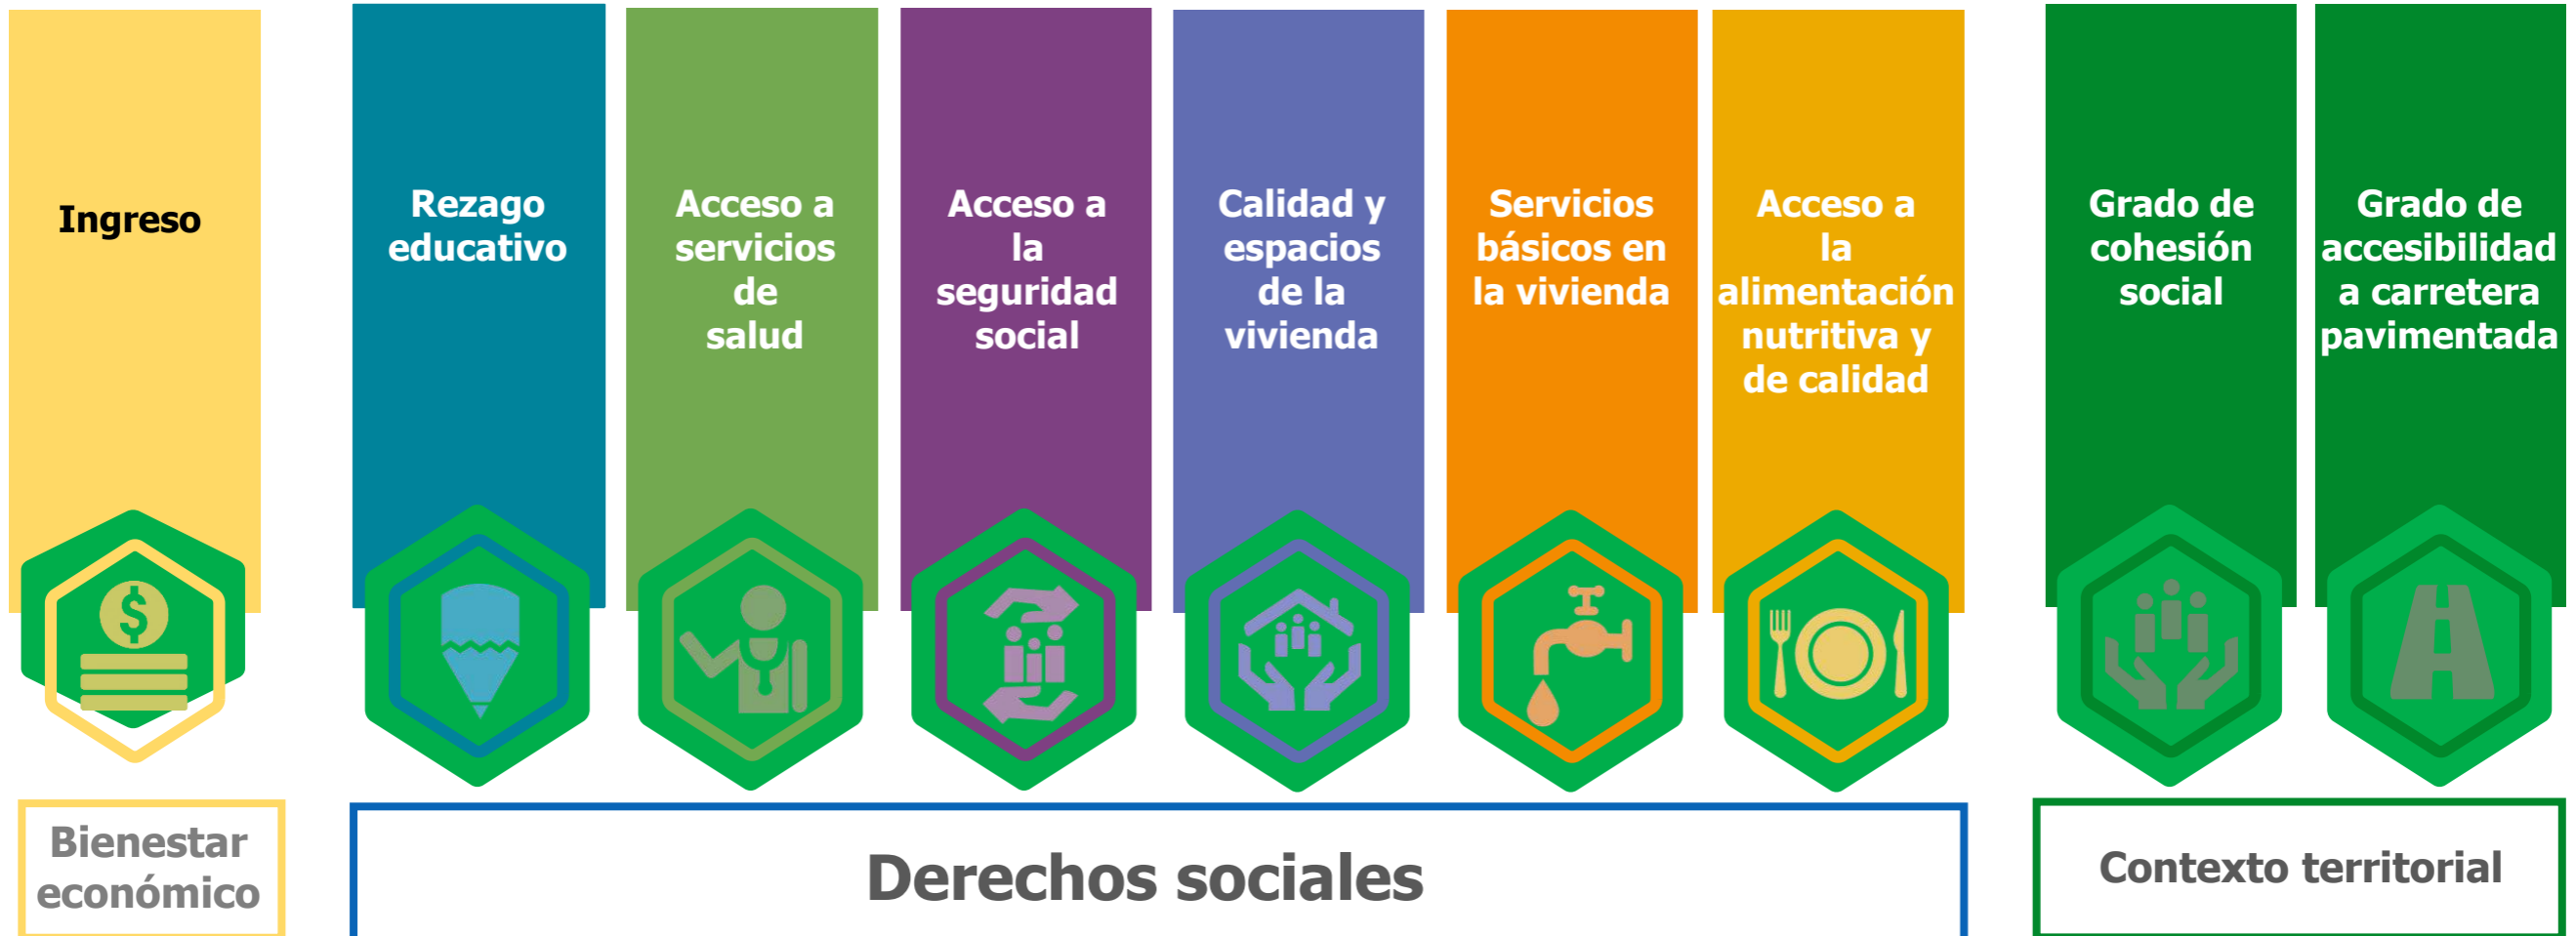 Ingreso
Rezago
educativo
Acceso a
servicios
de
salud
Acceso a
la
seguridad
social
Calidad y
espacios
de la
vivienda
Servicios
básicos en
la vivienda
Acceso a
la
alimentación
nutritiva y
de calidad
Grado de
cohesión
social
Grado de
accesibilidad
a carretera
pavimentada
$
Bienestar
económico
Derechos sociales
Contexto territorial